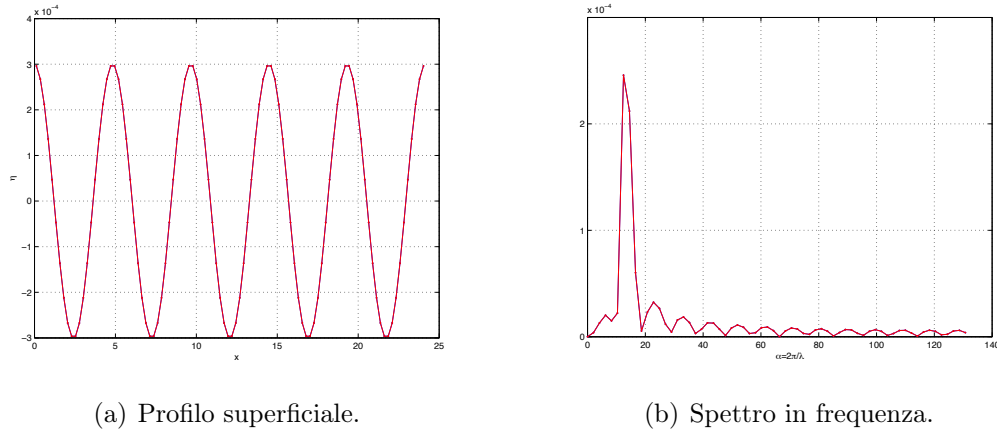 x 10⁻⁴
4
3
2
1
0
−1
−2
−3
η
0 5 10 15 20 25
x
x 10⁻⁴
2
1
0
0 20 40 60 80 100 120 140
α=2π/λ
(a) Profilo superficiale.
(b) Spettro in frequenza.